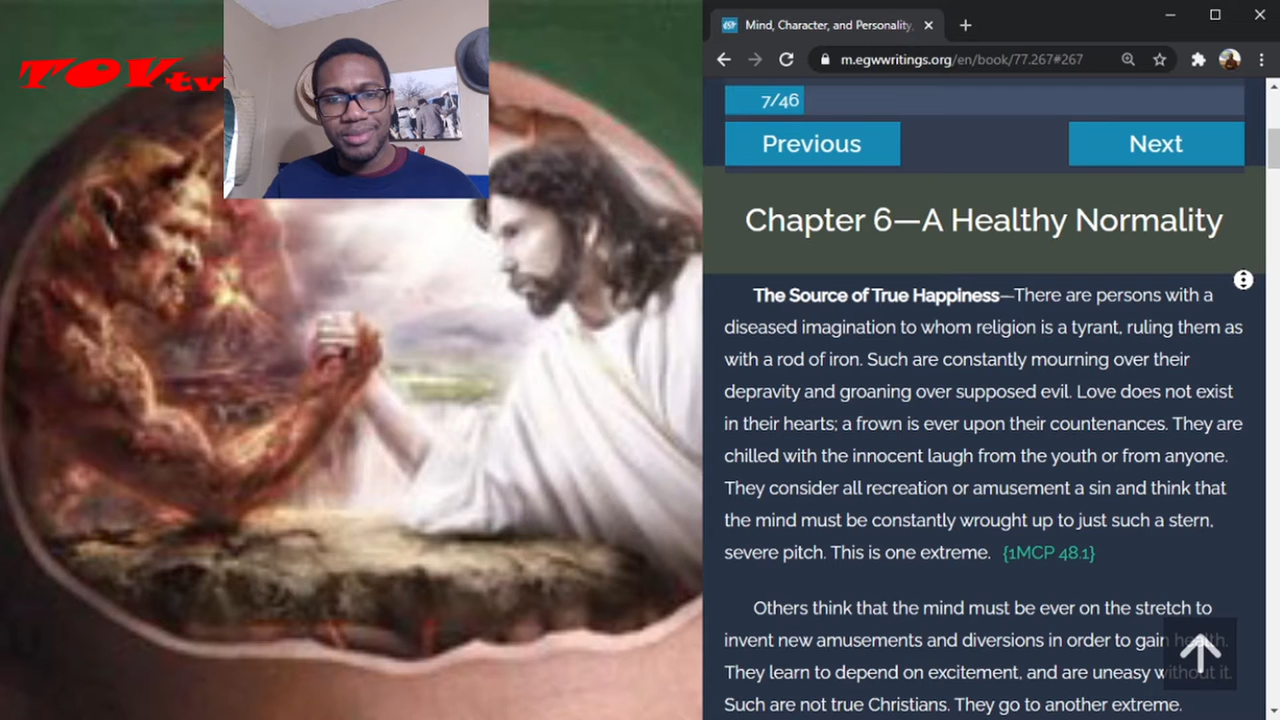 TOVtv
Mind, Character, and Personality,
m.egwwritings.org/en/book/77.267#267
7/46
Previous
Next
Chapter 6—A Healthy Normality
The Source of True Happiness—There are persons with a
diseased imagination to whom religion is a tyrant, ruling them as
with a rod of iron. Such are constantly mourning over their
depravity and groaning over supposed evil. Love does not exist
in their hearts; a frown is ever upon their countenances. They are
chilled with the innocent laugh from the youth or from anyone.
They consider all recreation or amusement a sin and think that
the mind must be constantly wrought up to just such a stern,
severe pitch. This is one extreme. {1MCP 48.1}
Others think that the mind must be ever on the stretch to
invent new amusements and diversions in order to gain health.
They learn to depend on excitement, and are uneasy without it.
Such are not true Christians. They go to another extreme.